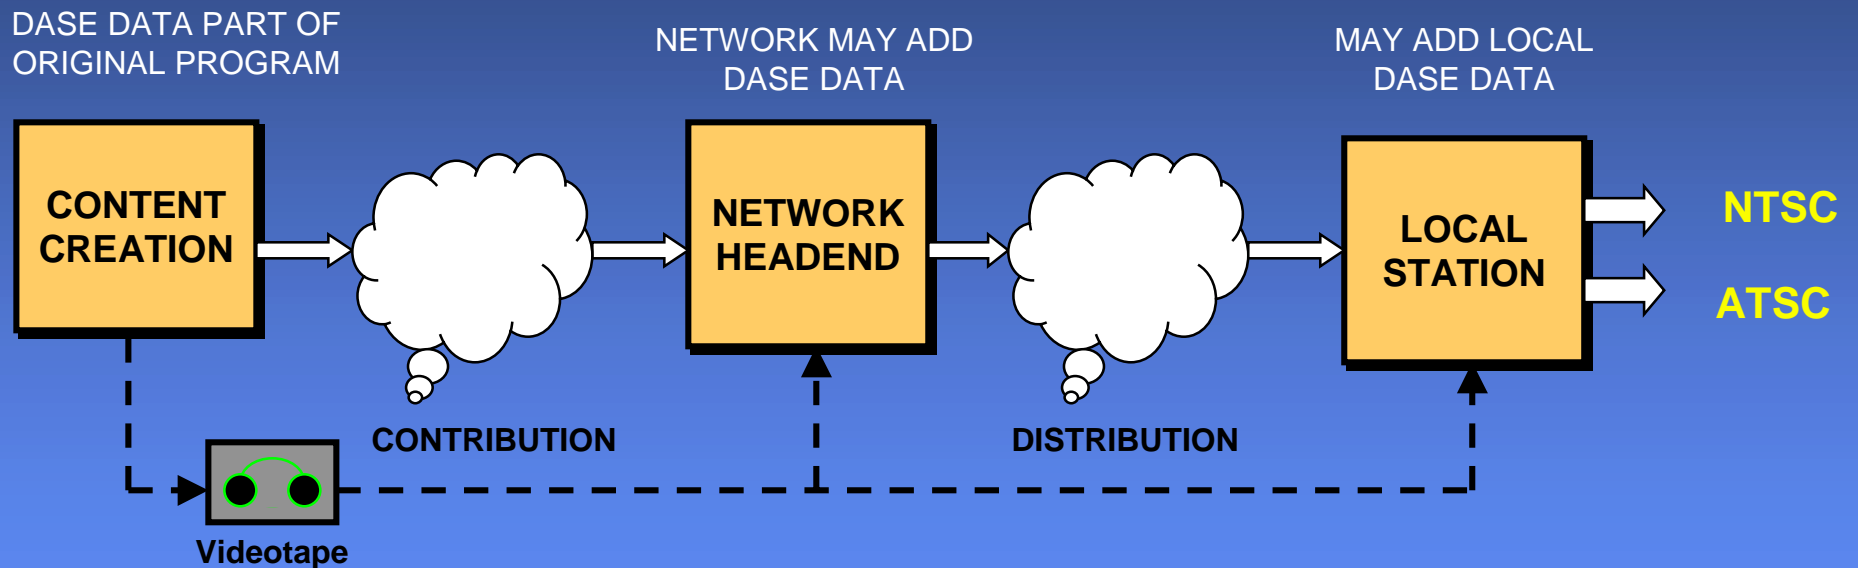 DASE DATA PART OF
ORIGINAL PROGRAM
NETWORK MAY ADD
DASE DATA
MAY ADD LOCAL
DASE DATA
CONTENT
CREATION
NETWORK
HEADEND
LOCAL
STATION
NTSC
ATSC
CONTRIBUTION
DISTRIBUTION
Videotape